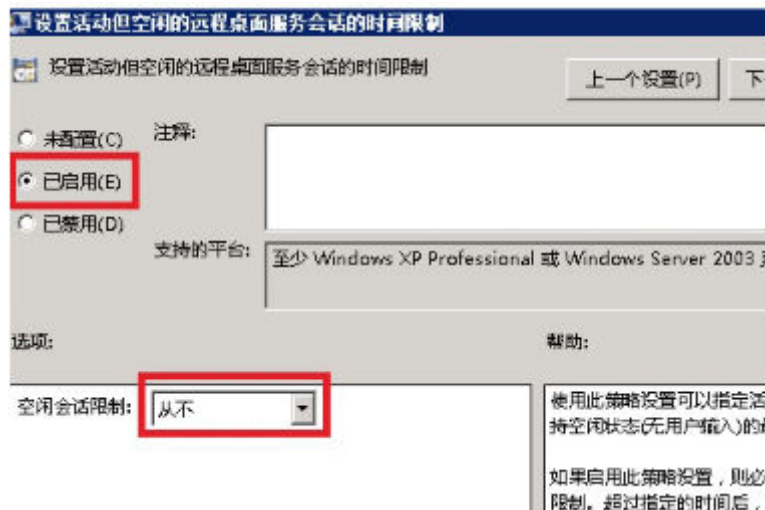 设置活动但空闲的远程桌面服务会话的时间限制
设置活动但空闲的远程桌面服务会话的时间限制
上一个设置(P)
下
未配置(C)
注释:
已启用(E)
已禁用(D)
支持的平台:
至少 Windows XP Professional 或 Windows Server 2003
选项:
帮助:
空闲会话限制:
从不
使用此策略设置可以指定活
持空闲状态(无用户输入)的
如果启用此策略设置，则必
限制。超过指定的时间后，